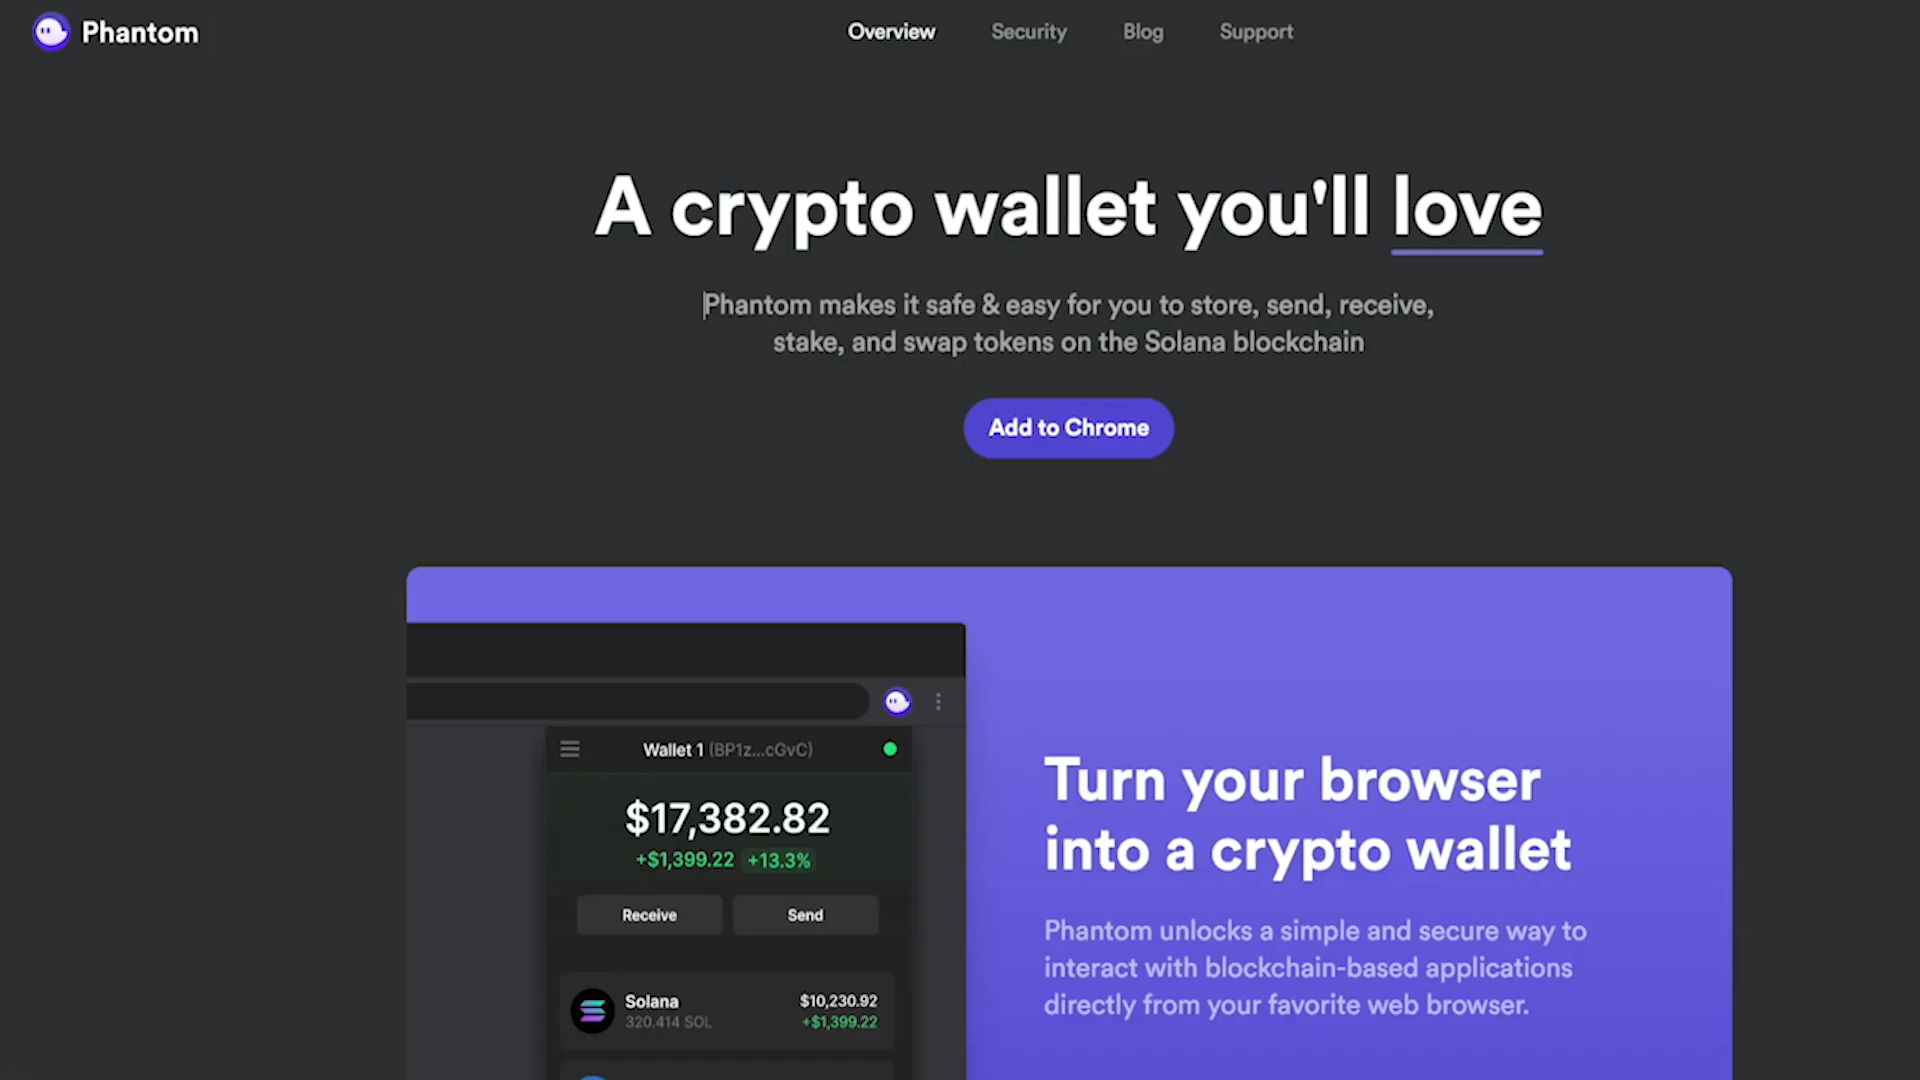 Phantom
Overview
Security
Blog
Support
A crypto wallet you'll love
Phantom makes it safe & easy for you to store, send, receive,
stake, and swap tokens on the Solana blockchain
Add to Chrome
Wallet 1 (BP1z...cGvC)
$17,382.82
+$1,399.22 +13.3%
Receive
Send
Solana
$10,230.92
320.414 SOL
+$1,399.22
Turn your browser
into a crypto wallet
Phantom unlocks a simple and secure way to
interact with blockchain-based applications
directly from your favorite web browser.